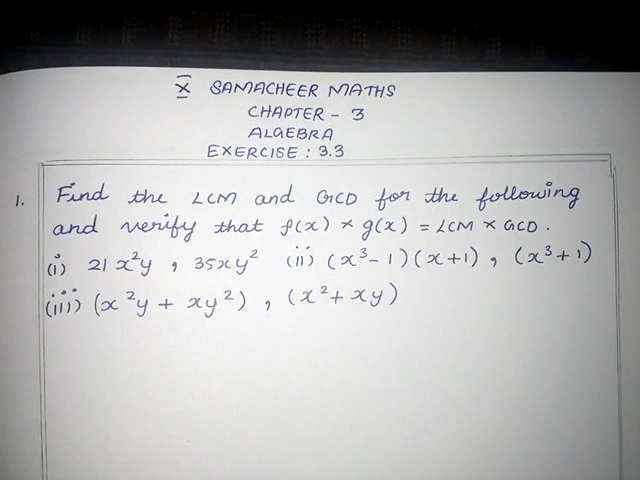 X SAMACHEER MATHS
CHAPTER - 3
ALGEBRA
EXERCISE : 3.3
1. Find the LCM and GCD for the following
and verify that f(x) × g(x) = LCM × GCD.
(i) 21x²y , 35xy² (ii) (x³-1)(x+1) , (x³+1)
(iii) (x²y + xy²) , (x²+xy)